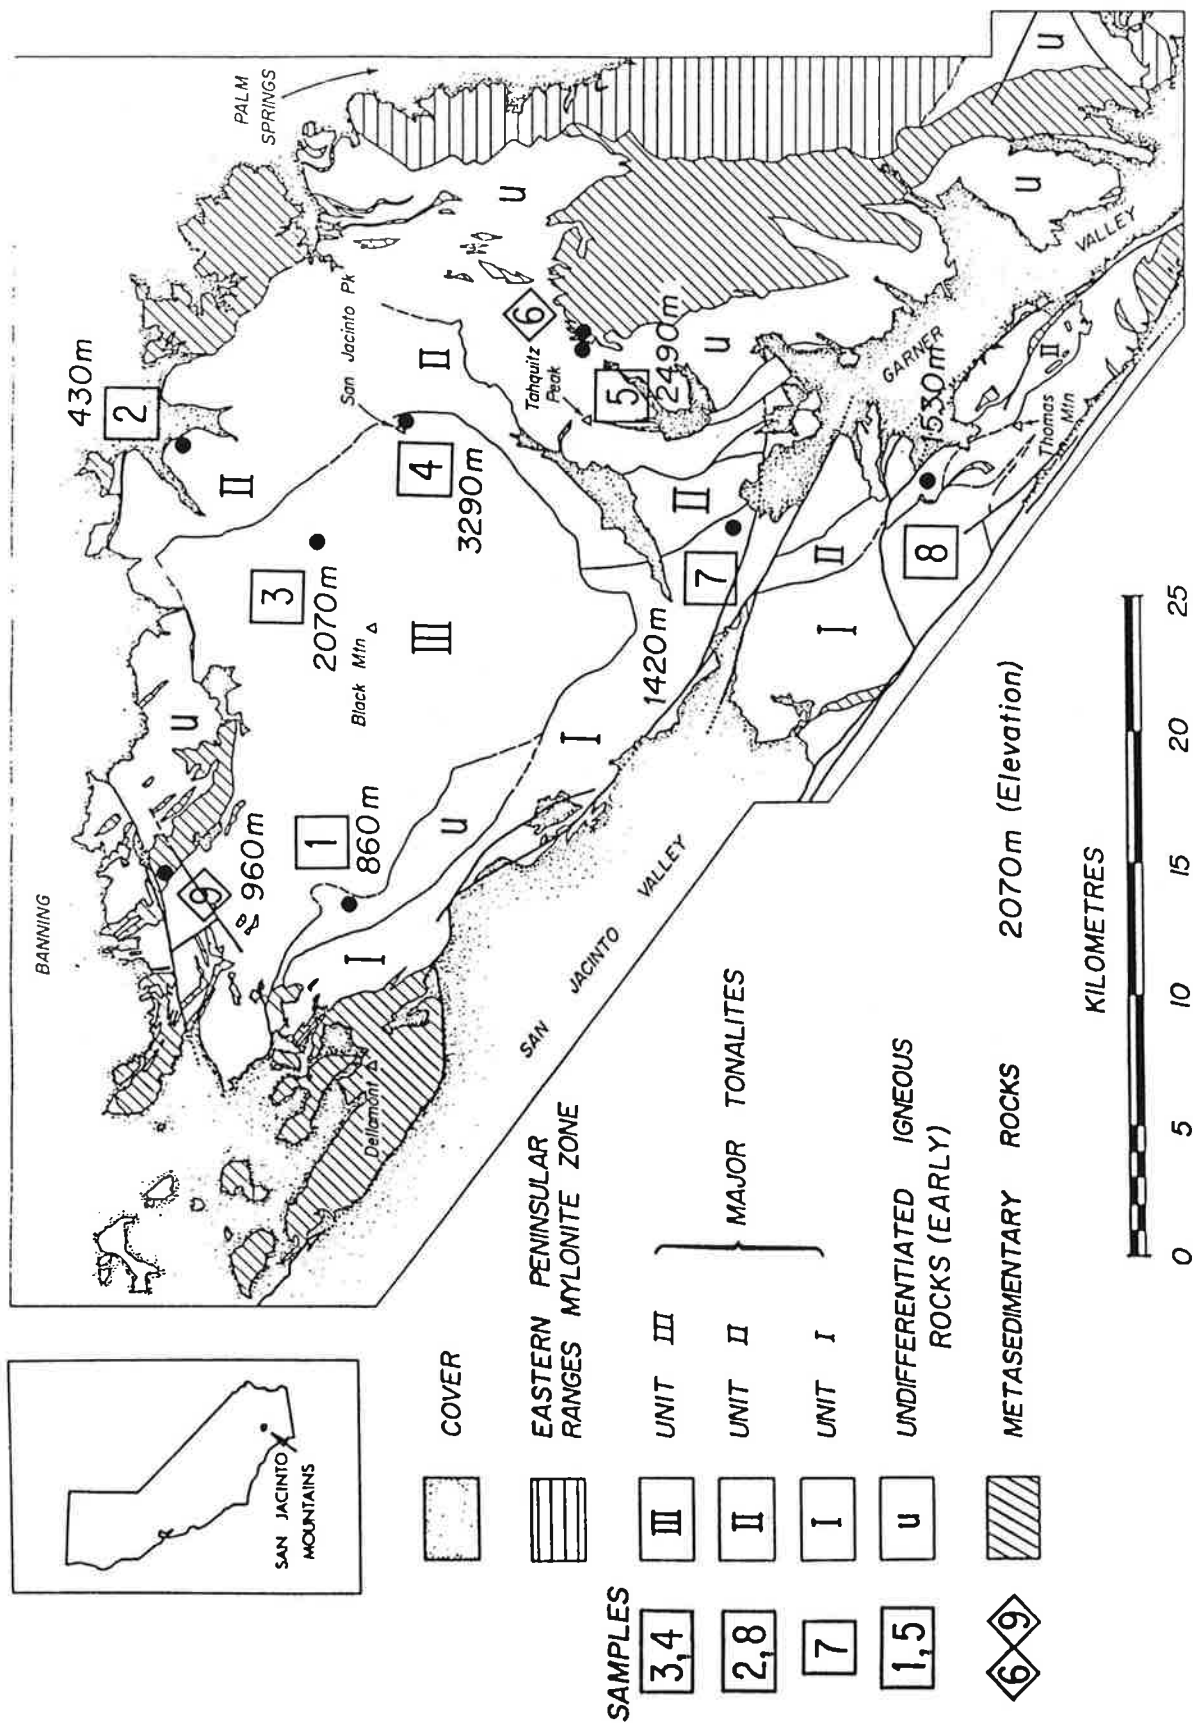 PALM
SPRINGS
430m
2
San Jacinto Pk
u
u
II
II
6
Tahquitz
Peak
5
2490m
u
u
VALLEY
GARNER
4
3290m
3
2070m
Black Mtn
III
II
7
1420m
II
1530m
II
Thomas
Mtn
8
I
I
BANNING
u
9
960m
1
860m
u
I
SAN JACINTO VALLEY
Dellamont
SAN JACINTO
MOUNTAINS
SAMPLES
COVER
EASTERN PENINSULAR
RANGES MYLONITE ZONE
3,4 III UNIT III
2,8 II UNIT II
7 I UNIT I
MAJOR TONALITES
1,5 u UNDIFFERENTIATED IGNEOUS
ROCKS (EARLY)
6 9 METASEDIMENTARY ROCKS
2070m (Elevation)
KILOMETRES
0 5 10 15 20 25